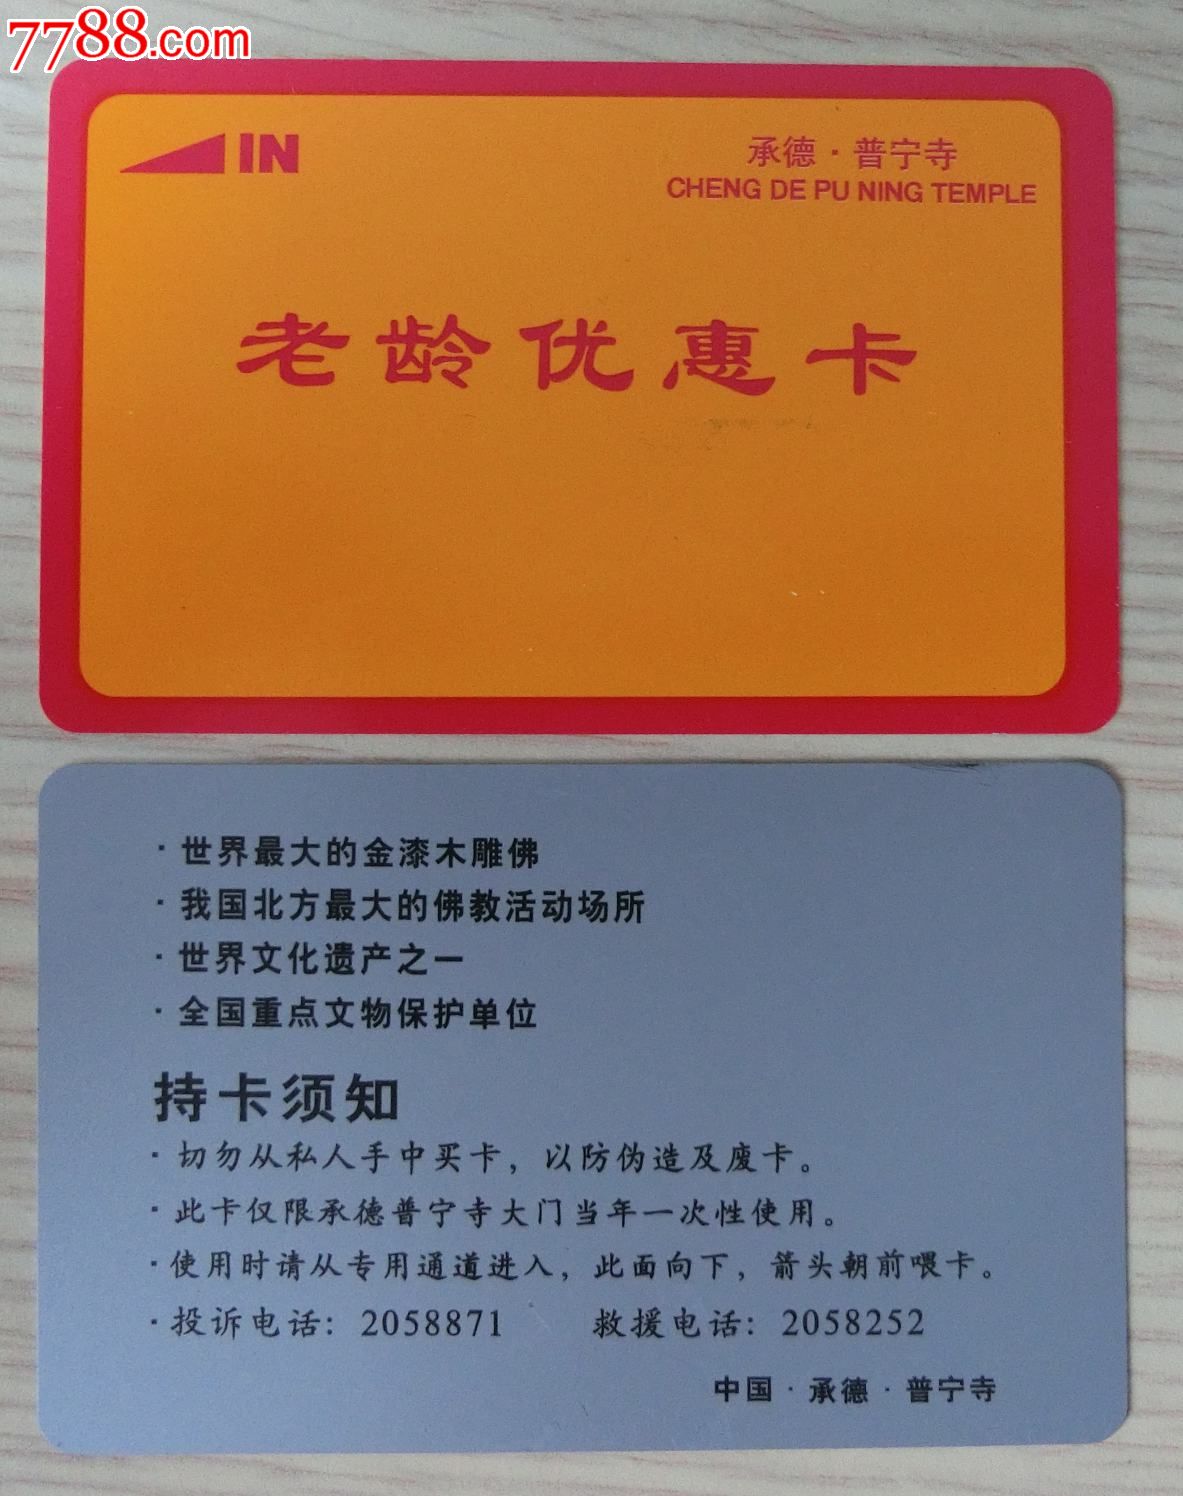 7788.com
IN
承德·普宁寺
CHENG DE PU NING TEMPLE
老龄优惠卡
·世界最大的金漆木雕佛
·我国北方最大的佛教活动场所
·世界文化遗产之一
·全国重点文物保护单位
持卡须知
·切勿从私人手中买卡，以防伪造及废卡。
·此卡仅限承德普宁寺大门当年一次性使用。
·使用时请从专用通道进入，此面向下，箭头朝前喂卡。
·投诉电话：2058871 救援电话：2058252
中国·承德·普宁寺